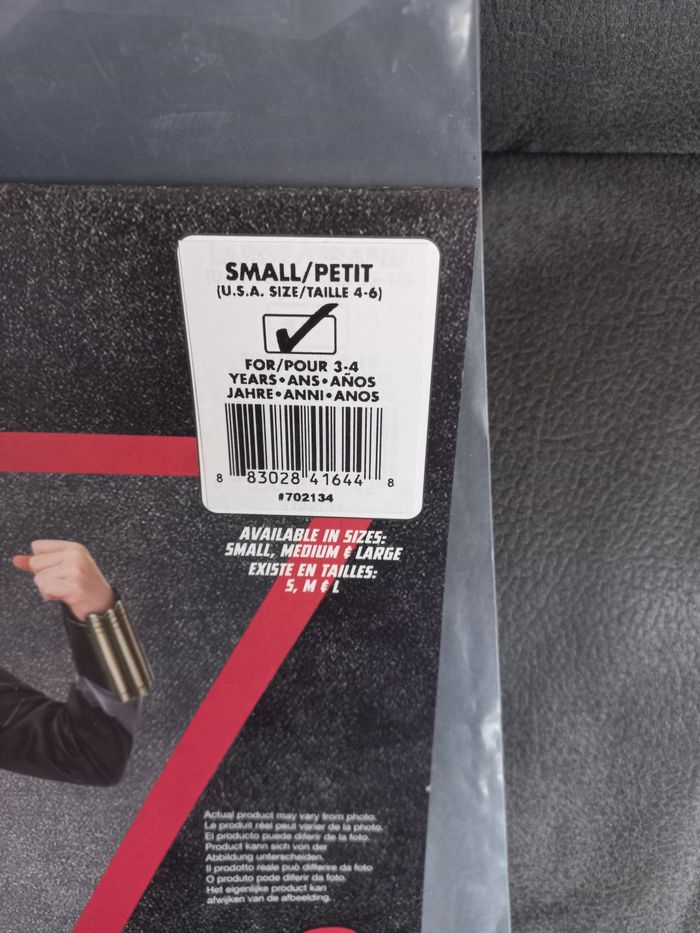 SMALL/PETIT
(U.S.A. SIZE/TAILLE 4-6)
FOR/POUR 3-4
YEARS•ANS•AÑOS
JAHRE•ANNI•ANOS
8 83028 41644 8
#702134
AVAILABLE IN SIZES:
SMALL, MEDIUM & LARGE
EXISTE EN TAILLES:
S, M & L
Actual product may vary from photo.
Le produit réel peut varier de la photo.
El producto puede diferir de la foto.
Product kann sich von der
Abbildung unterscheiden.
Il prodotto reale può differire da foto
O produto pode diferir da foto.
Het eigenlijke product kan
afwijken van de afbeelding.